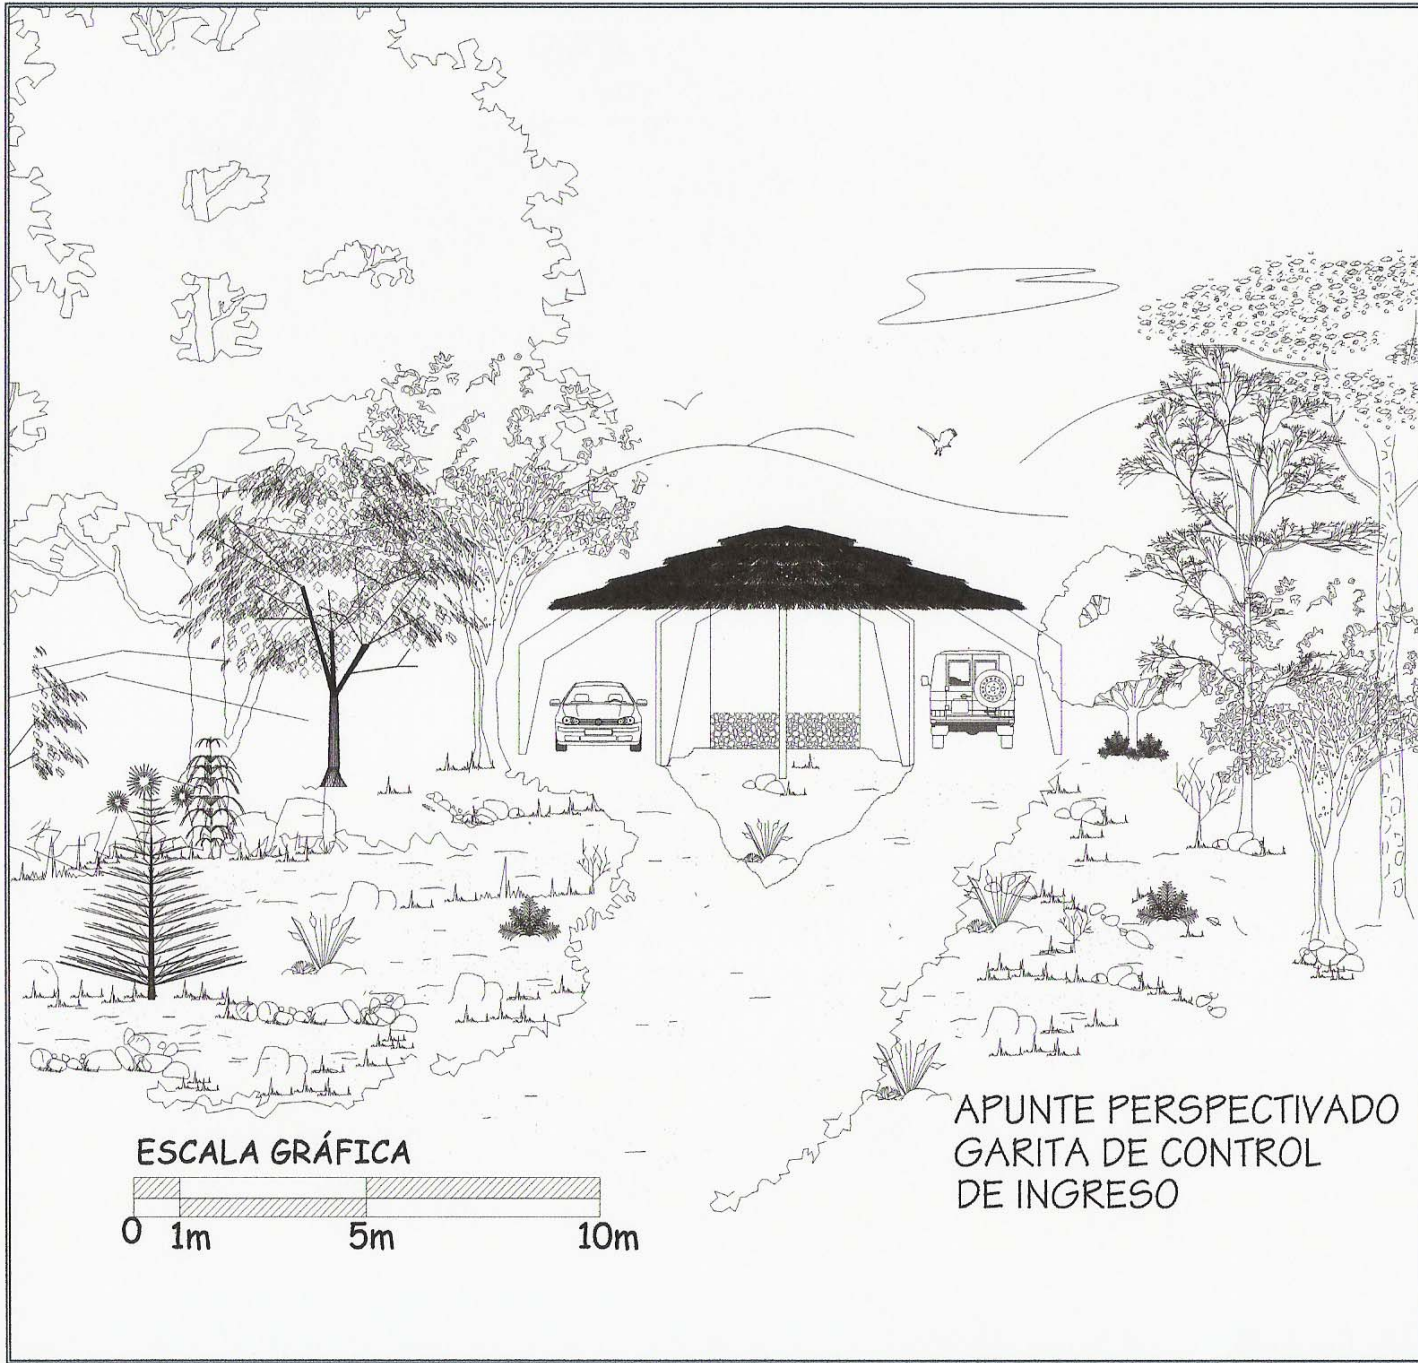 ESCALA GRÁFICA
0 1m 5m 10m
APUNTE PERSPECTIVADO
GARITA DE CONTROL
DE INGRESO